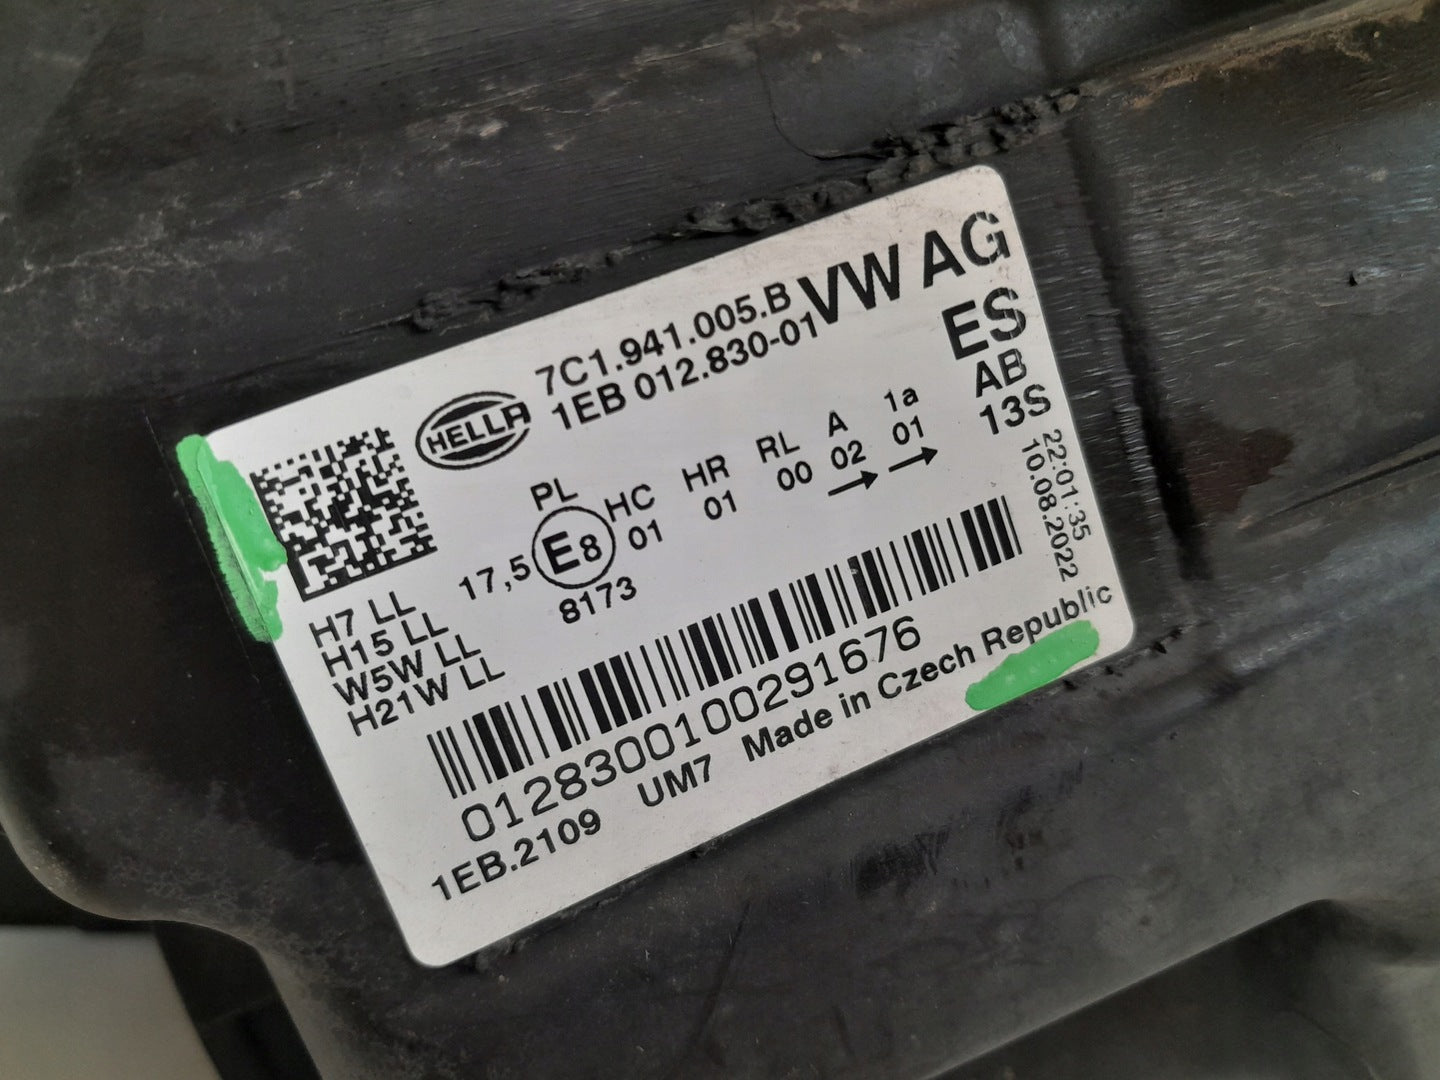 HELLA
7C1.941.005.B
1EB 012.830-01
VW AG
ES
AB
13S
22:01:35
10.08.2022
PL HC HR RL A 1a
17,5 E8 01 01 00 02 01
8173
H7 LL
H15 LL
W5W LL
H21W LL
012830010029​1676
1EB.2109 UM7 Made in Czech Republic